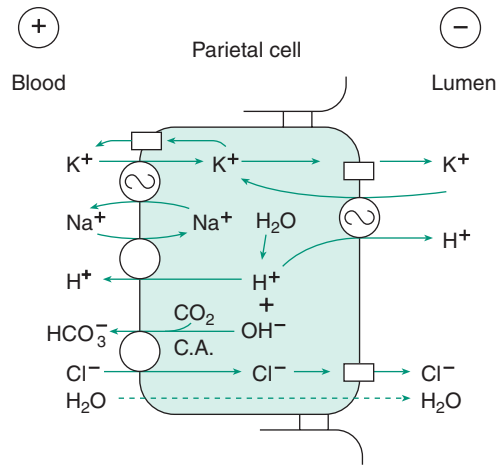 +
−
Parietal cell
Blood
Lumen
K⁺ K⁺ K⁺
Na⁺ Na⁺ H₂O
H⁺
H⁺ H⁺
+
CO₂
HCO₃⁻ OH⁻
C.A.
Cl⁻ Cl⁻ Cl⁻
H₂O H₂O